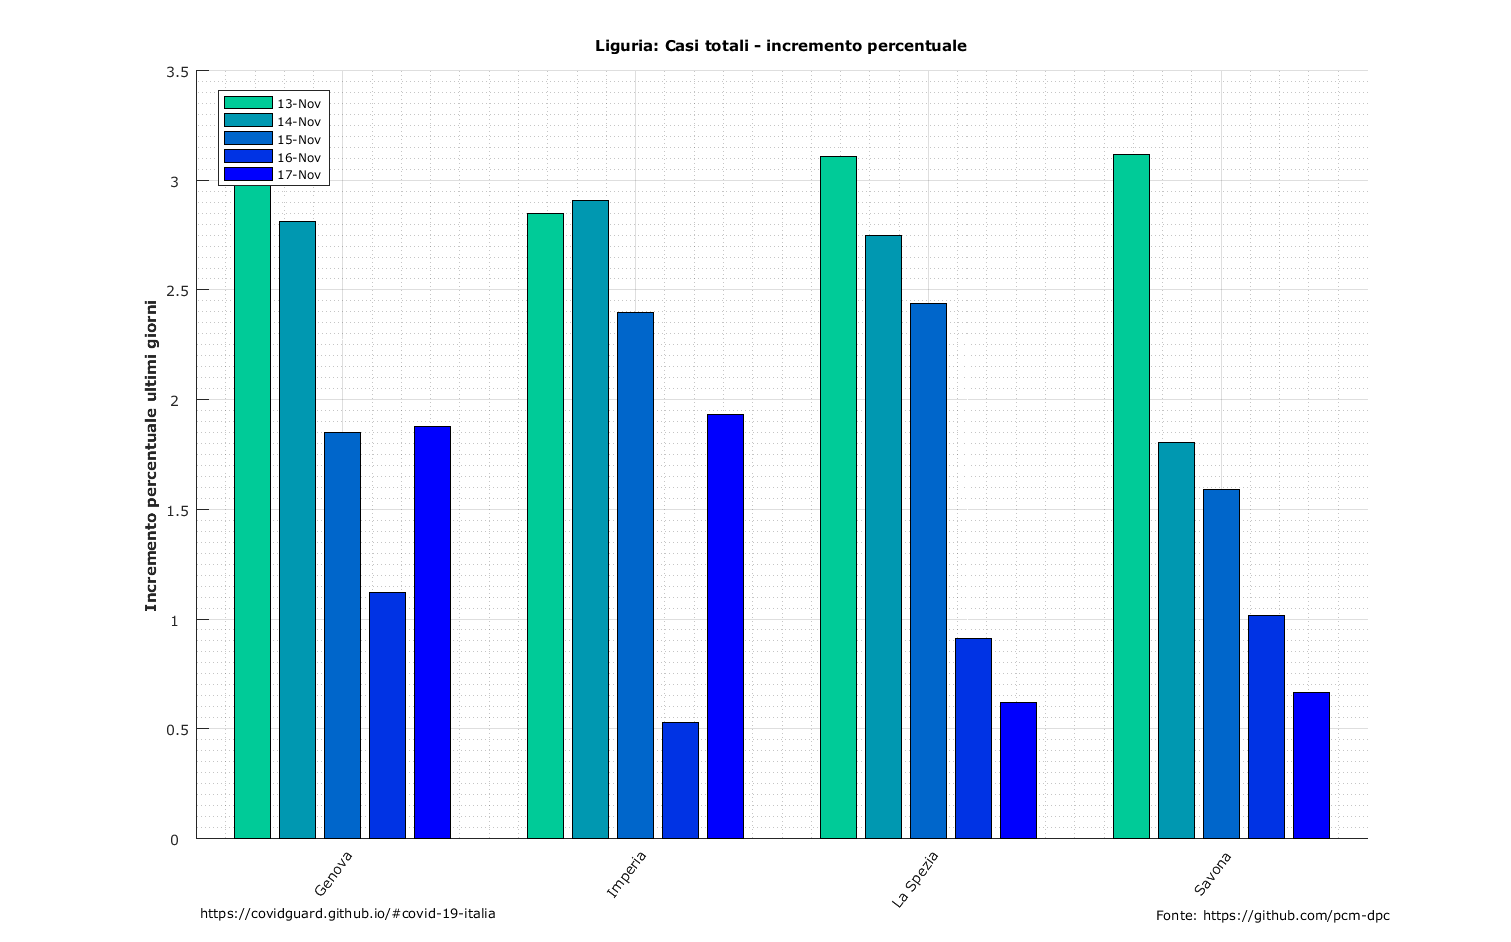 Liguria: Casi totali - incremento percentuale
3.5
3
2.5
2
1.5
1
0.5
0
Incremento percentuale ultimi giorni
13-Nov
14-Nov
15-Nov
16-Nov
17-Nov
Genova
Imperia
La Spezia
Savona
https://covidguard.github.io/#covid-19-italia
Fonte: https://github.com/pcm-dpc